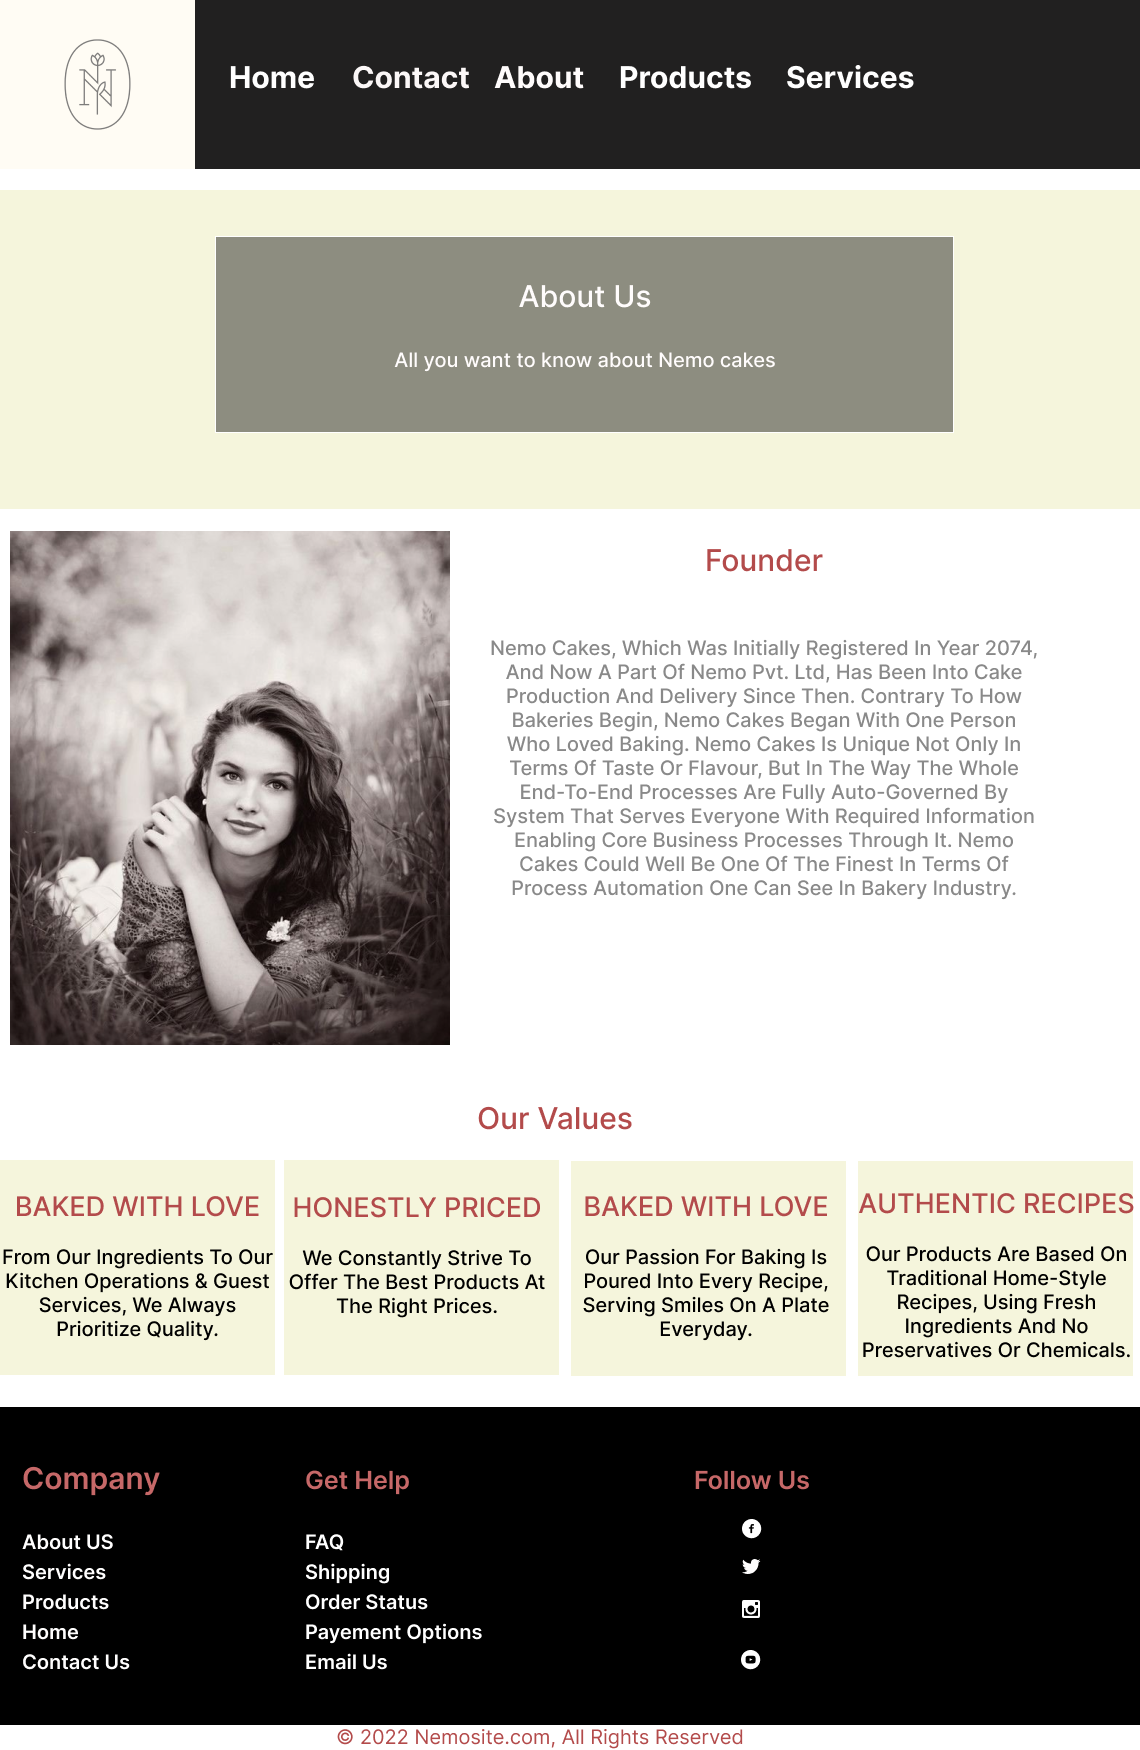 N
Home Contact About Products Services
About Us
All you want to know about Nemo cakes
Founder
Nemo Cakes, Which Was Initially Registered In Year 2074,
And Now A Part Of Nemo Pvt. Ltd, Has Been Into Cake
Production And Delivery Since Then. Contrary To How
Bakeries Begin, Nemo Cakes Began With One Person
Who Loved Baking. Nemo Cakes Is Unique Not Only In
Terms Of Taste Or Flavour, But In The Way The Whole
End-To-End Processes Are Fully Auto-Governed By
System That Serves Everyone With Required Information
Enabling Core Business Processes Through It. Nemo
Cakes Could Well Be One Of The Finest In Terms Of
Process Automation One Can See In Bakery Industry.
Our Values
BAKED WITH LOVE
From Our Ingredients To Our
Kitchen Operations & Guest
Services, We Always
Prioritize Quality.
HONESTLY PRICED
We Constantly Strive To
Offer The Best Products At
The Right Prices.
BAKED WITH LOVE
Our Passion For Baking Is
Poured Into Every Recipe,
Serving Smiles On A Plate
Everyday.
AUTHENTIC RECIPES
Our Products Are Based On
Traditional Home-Style
Recipes, Using Fresh
Ingredients And No
Preservatives Or Chemicals.
Company
About US
Services
Products
Home
Contact Us
Get Help
FAQ
Shipping
Order Status
Payement Options
Email Us
Follow Us
© 2022 Nemosite.com, All Rights Reserved